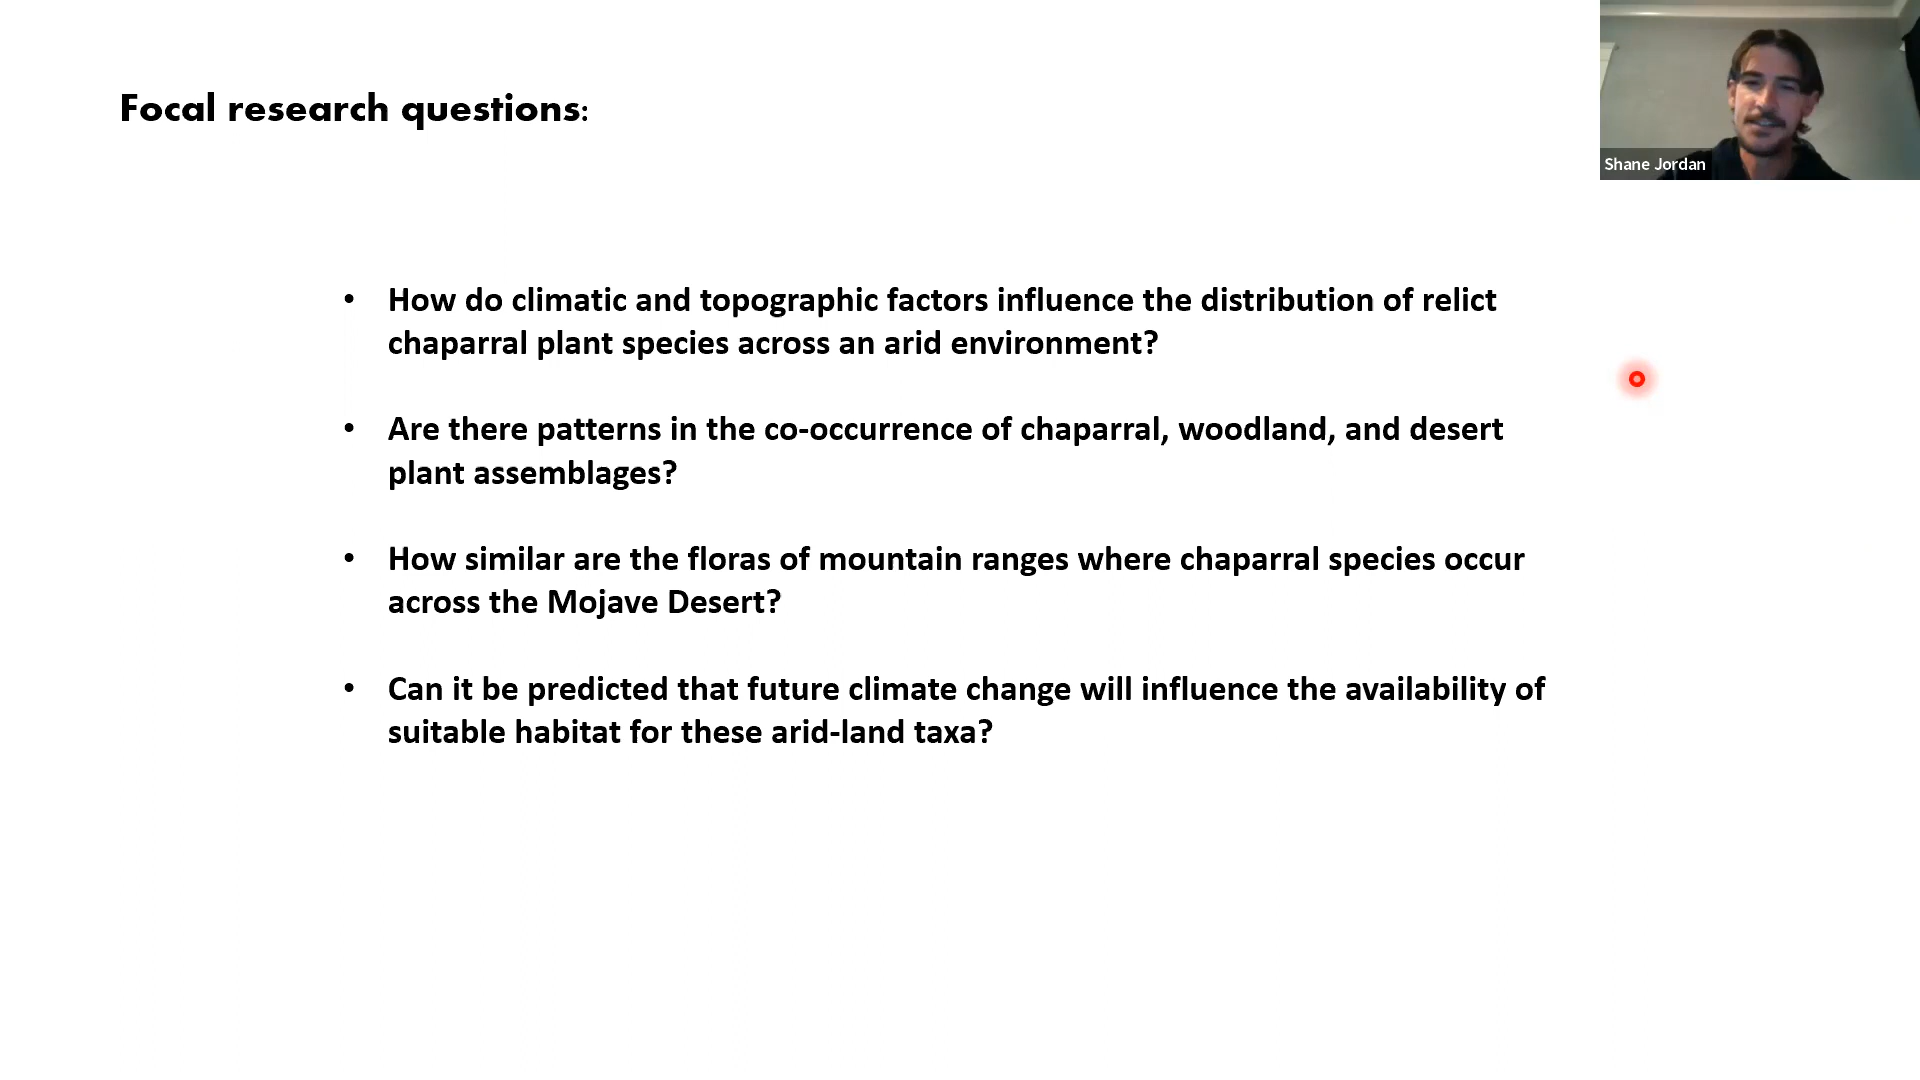 Focal research questions:
Shane Jordan
• How do climatic and topographic factors influence the distribution of relict
chaparral plant species across an arid environment?
• Are there patterns in the co-occurrence of chaparral, woodland, and desert
plant assemblages?
• How similar are the floras of mountain ranges where chaparral species occur
across the Mojave Desert?
• Can it be predicted that future climate change will influence the availability of
suitable habitat for these arid-land taxa?